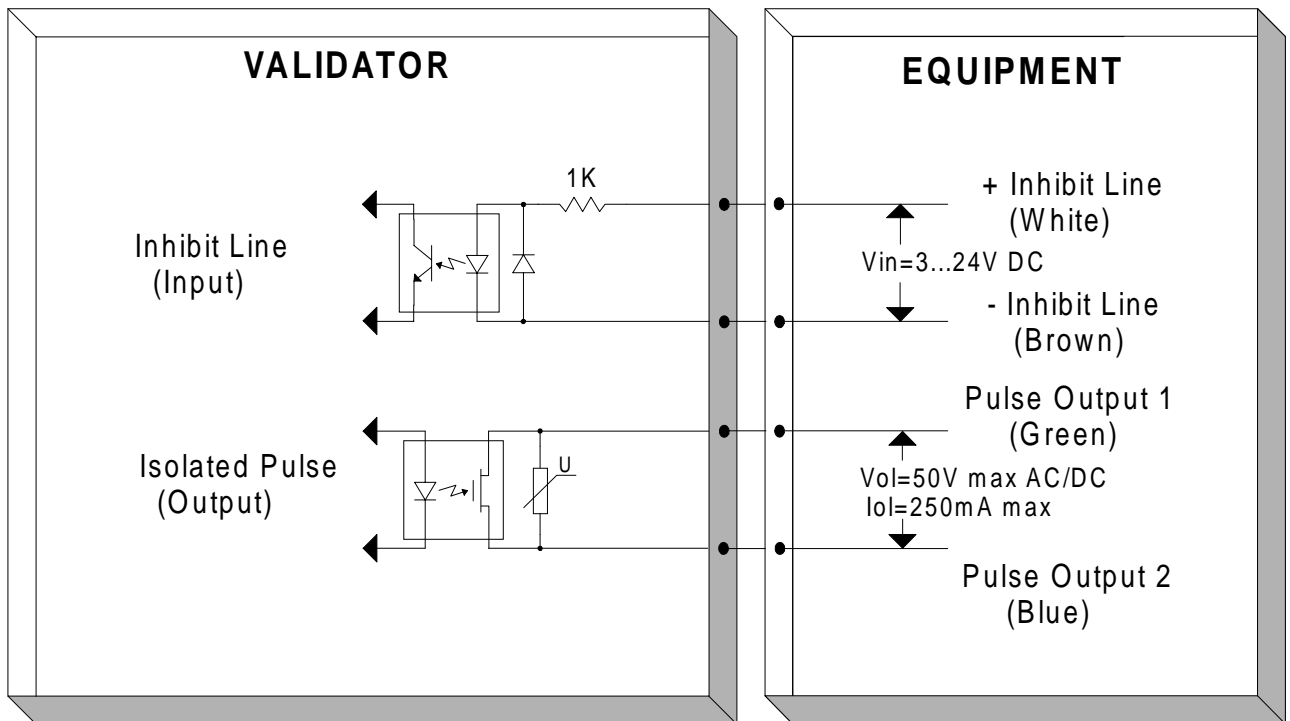 VALIDATOR
EQUIPMENT
1K
+ Inhibit Line
(White)
Inhibit Line
(Input)
Vin=3...24V DC
- Inhibit Line
(Brown)
Pulse Output 1
(Green)
Isolated Pulse
(Output)
U
Vol=50V max AC/DC
Iol=250mA max
Pulse Output 2
(Blue)